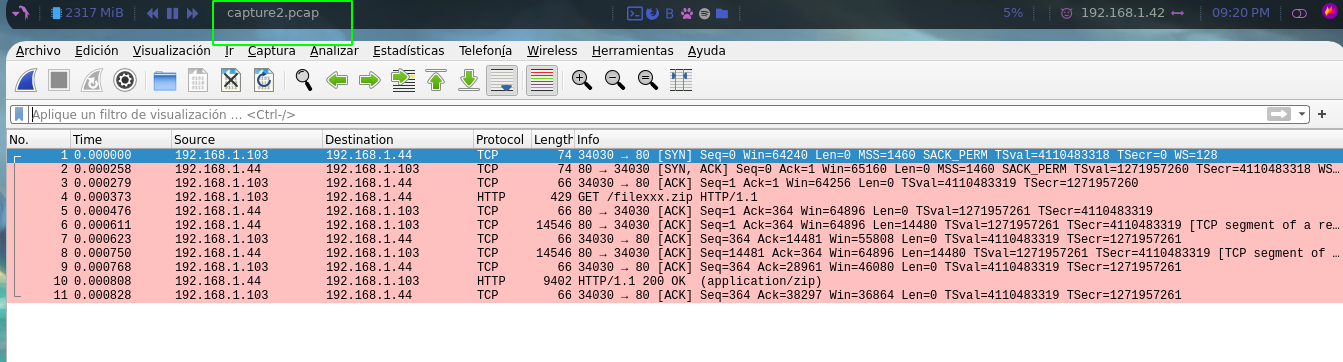 2317 MiB capture2.pcap 5% 192.168.1.42 09:20 PM
Archivo Edición Visualización Ir Captura Analizar Estadísticas Telefonía Wireless Herramientas Ayuda
Aplique un filtro de visualización ... <Ctrl-/> +
No. Time Source Destination Protocol Length Info
1 0.000000 192.168.1.103 192.168.1.44 TCP 74 34030 → 80 [SYN] Seq=0 Win=64240 Len=0 MSS=1460 SACK_PERM TSval=4110483318 TSecr=0 WS=128
2 0.000258 192.168.1.44 192.168.1.103 TCP 74 80 → 34030 [SYN, ACK] Seq=0 Ack=1 Win=65160 Len=0 MSS=1460 SACK_PERM TSval=1271957260 TSecr=4110483318 WS…
3 0.000279 192.168.1.103 192.168.1.44 TCP 66 34030 → 80 [ACK] Seq=1 Ack=1 Win=64256 Len=0 TSval=4110483319 TSecr=1271957260
4 0.000373 192.168.1.103 192.168.1.44 HTTP 429 GET /filexxx.zip HTTP/1.1
5 0.000476 192.168.1.44 192.168.1.103 TCP 66 80 → 34030 [ACK] Seq=1 Ack=364 Win=64896 Len=0 TSval=1271957261 TSecr=4110483319
6 0.000611 192.168.1.44 192.168.1.103 TCP 14546 80 → 34030 [ACK] Seq=1 Ack=364 Win=64896 Len=14480 TSval=1271957261 TSecr=4110483319 [TCP segment of a re…
7 0.000623 192.168.1.103 192.168.1.44 TCP 66 34030 → 80 [ACK] Seq=364 Ack=14481 Win=55808 Len=0 TSval=4110483319 TSecr=1271957261
8 0.000750 192.168.1.44 192.168.1.103 TCP 14546 80 → 34030 [ACK] Seq=14481 Ack=364 Win=64896 Len=14480 TSval=1271957261 TSecr=4110483319 [TCP segment of…
9 0.000768 192.168.1.103 192.168.1.44 TCP 66 34030 → 80 [ACK] Seq=364 Ack=28961 Win=46080 Len=0 TSval=4110483319 TSecr=1271957261
10 0.000808 192.168.1.44 192.168.1.103 HTTP 9402 HTTP/1.1 200 OK (application/zip)
11 0.000828 192.168.1.103 192.168.1.44 TCP 66 34030 → 80 [ACK] Seq=364 Ack=38297 Win=36864 Len=0 TSval=4110483319 TSecr=1271957261